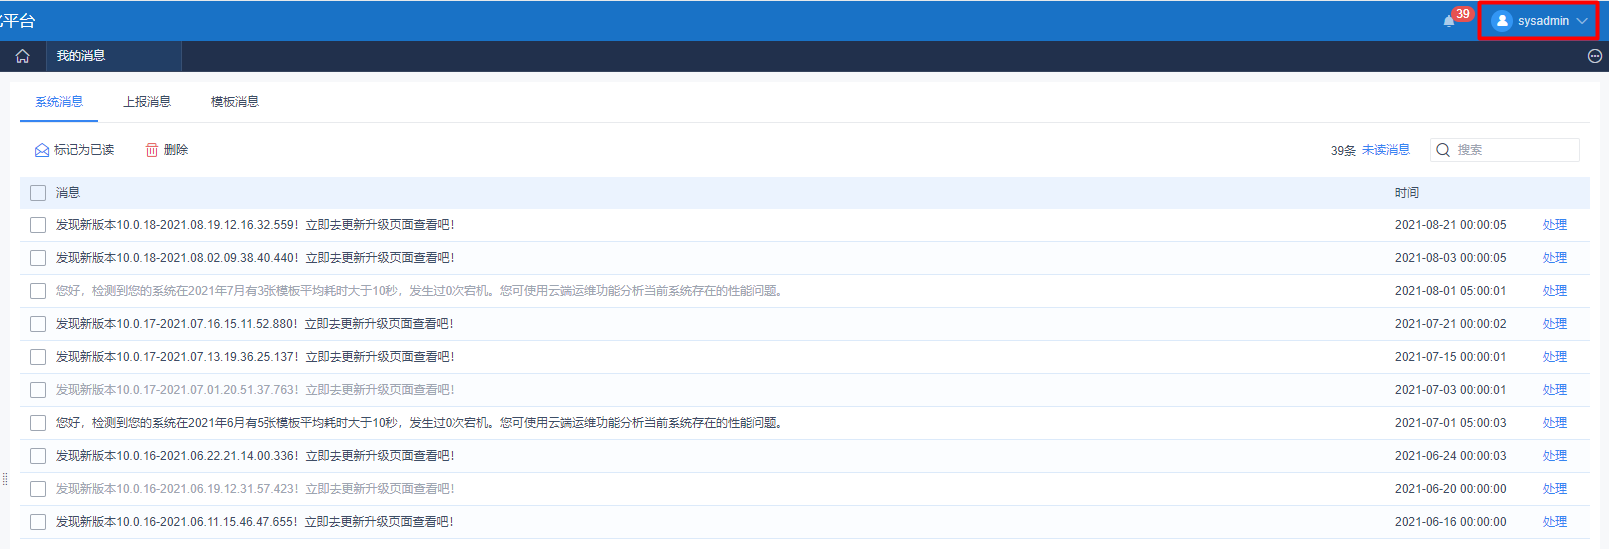 平台
39
sysadmin
我的消息
系统消息 上报消息 模板消息
标记为已读 删除 39条 未读消息 搜索
消息 时间
发现新版本10.0.18-2021.08.19.12.16.32.559！立即去更新升级页面查看吧! 2021-08-21 00:00:05 处理
发现新版本10.0.18-2021.08.02.09.38.40.440！立即去更新升级页面查看吧! 2021-08-03 00:00:05 处理
您好，检测到您的系统在2021年7月有3张模板平均耗时大于10秒，发生过0次宕机。您可使用云端运维功能分析当前系统存在的性能问题。 2021-08-01 05:00:01 处理
发现新版本10.0.17-2021.07.16.15.11.52.880！立即去更新升级页面查看吧! 2021-07-21 00:00:02 处理
发现新版本10.0.17-2021.07.13.19.36.25.137！立即去更新升级页面查看吧! 2021-07-15 00:00:01 处理
发现新版本10.0.17-2021.07.01.20.51.37.763！立即去更新升级页面查看吧! 2021-07-03 00:00:01 处理
您好，检测到您的系统在2021年6月有5张模板平均耗时大于10秒，发生过0次宕机。您可使用云端运维功能分析当前系统存在的性能问题。 2021-07-01 05:00:03 处理
发现新版本10.0.16-2021.06.22.21.14.00.336！立即去更新升级页面查看吧! 2021-06-24 00:00:03 处理
发现新版本10.0.16-2021.06.19.12.31.57.423！立即去更新升级页面查看吧! 2021-06-20 00:00:00 处理
发现新版本10.0.16-2021.06.11.15.46.47.655！立即去更新升级页面查看吧! 2021-06-16 00:00:00 处理